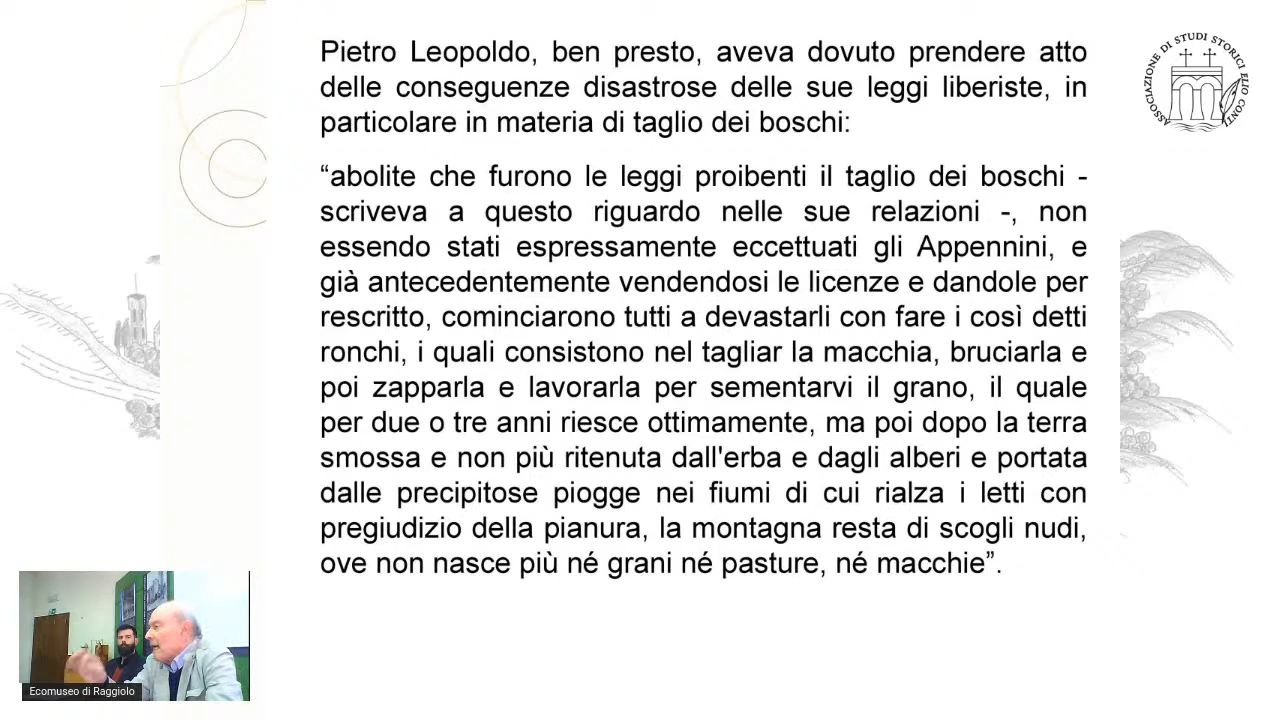 Pietro Leopoldo, ben presto, aveva dovuto prendere atto
delle conseguenze disastrose delle sue leggi liberiste, in
particolare in materia di taglio dei boschi:
“abolite che furono le leggi proibenti il taglio dei boschi -
scriveva a questo riguardo nelle sue relazioni -, non
essendo stati espressamente eccettuati gli Appennini, e
già antecedentemente vendendosi le licenze e dandole per
rescritto, cominciarono tutti a devastarli con fare i così detti
ronchi, i quali consistono nel tagliar la macchia, bruciarla e
poi zapparla e lavorarla per sementarvi il grano, il quale
per due o tre anni riesce ottimamente, ma poi dopo la terra
smossa e non più ritenuta dall'erba e dagli alberi e portata
dalle precipitose piogge nei fiumi di cui rialza i letti con
pregiudizio della pianura, la montagna resta di scogli nudi,
ove non nasce più né grani né pasture, né macchie”.
ASSOCIAZIONE DI STUDI STORICI ELIO CONTI
Ecomuseo di Raggiolo